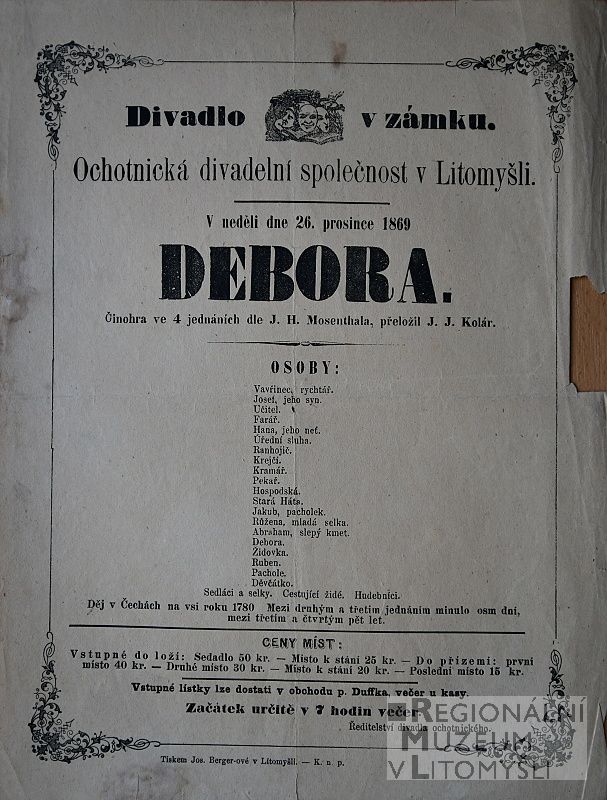 Divadlo v zámku.
Ochotnická divadelní společnost v Litomyšli.
V neděli dne 26. prosince 1869
DEBORA.
Činohra ve 4 jednáních dle J. H. Mosenthala, přeložil J. J. Kolár.
OSOBY:
Vavřinec, rychtář.
Josef, jeho syn.
Učitel.
Farář.
Hana, jeho neť.
Úřední sluha.
Ranhojič.
Krejčí.
Kramář.
Pekař.
Hospodská.
Stará Háta.
Jakub, pacholek.
Růžena, mladá selka.
Abraham, slepý kmet.
Debora.
Židovka.
Ruben.
Pachole.
Děvčátko.
Sedláci a selky. Cestující židé. Hudebníci.
Děj v Čechách na vsi roku 1780 Mezi druhým a třetím jednáním minulo osm dní,
mezi třetím a čtvrtým pět let.
CENY MÍST:
Vstupné do loží: Sedadlo 50 kr. — Místo k stání 25 kr. — Do přízemí: první
místo 40 kr. — Druhé místo 30 kr. — Místo k stání 20 kr. — Poslední místo 15 kr.
Vstupné lístky lze dostati v obchodu p. Duffka, večer u kasy.
Začátek určitě v 7 hodin večer
Ředitelství divadla ochotnického.
Tiskem Jos. Berger-ové v Litomyšli. — K. n. p.
REGIONÁLNÍ
MUZEUM
V LITOMYŠLI